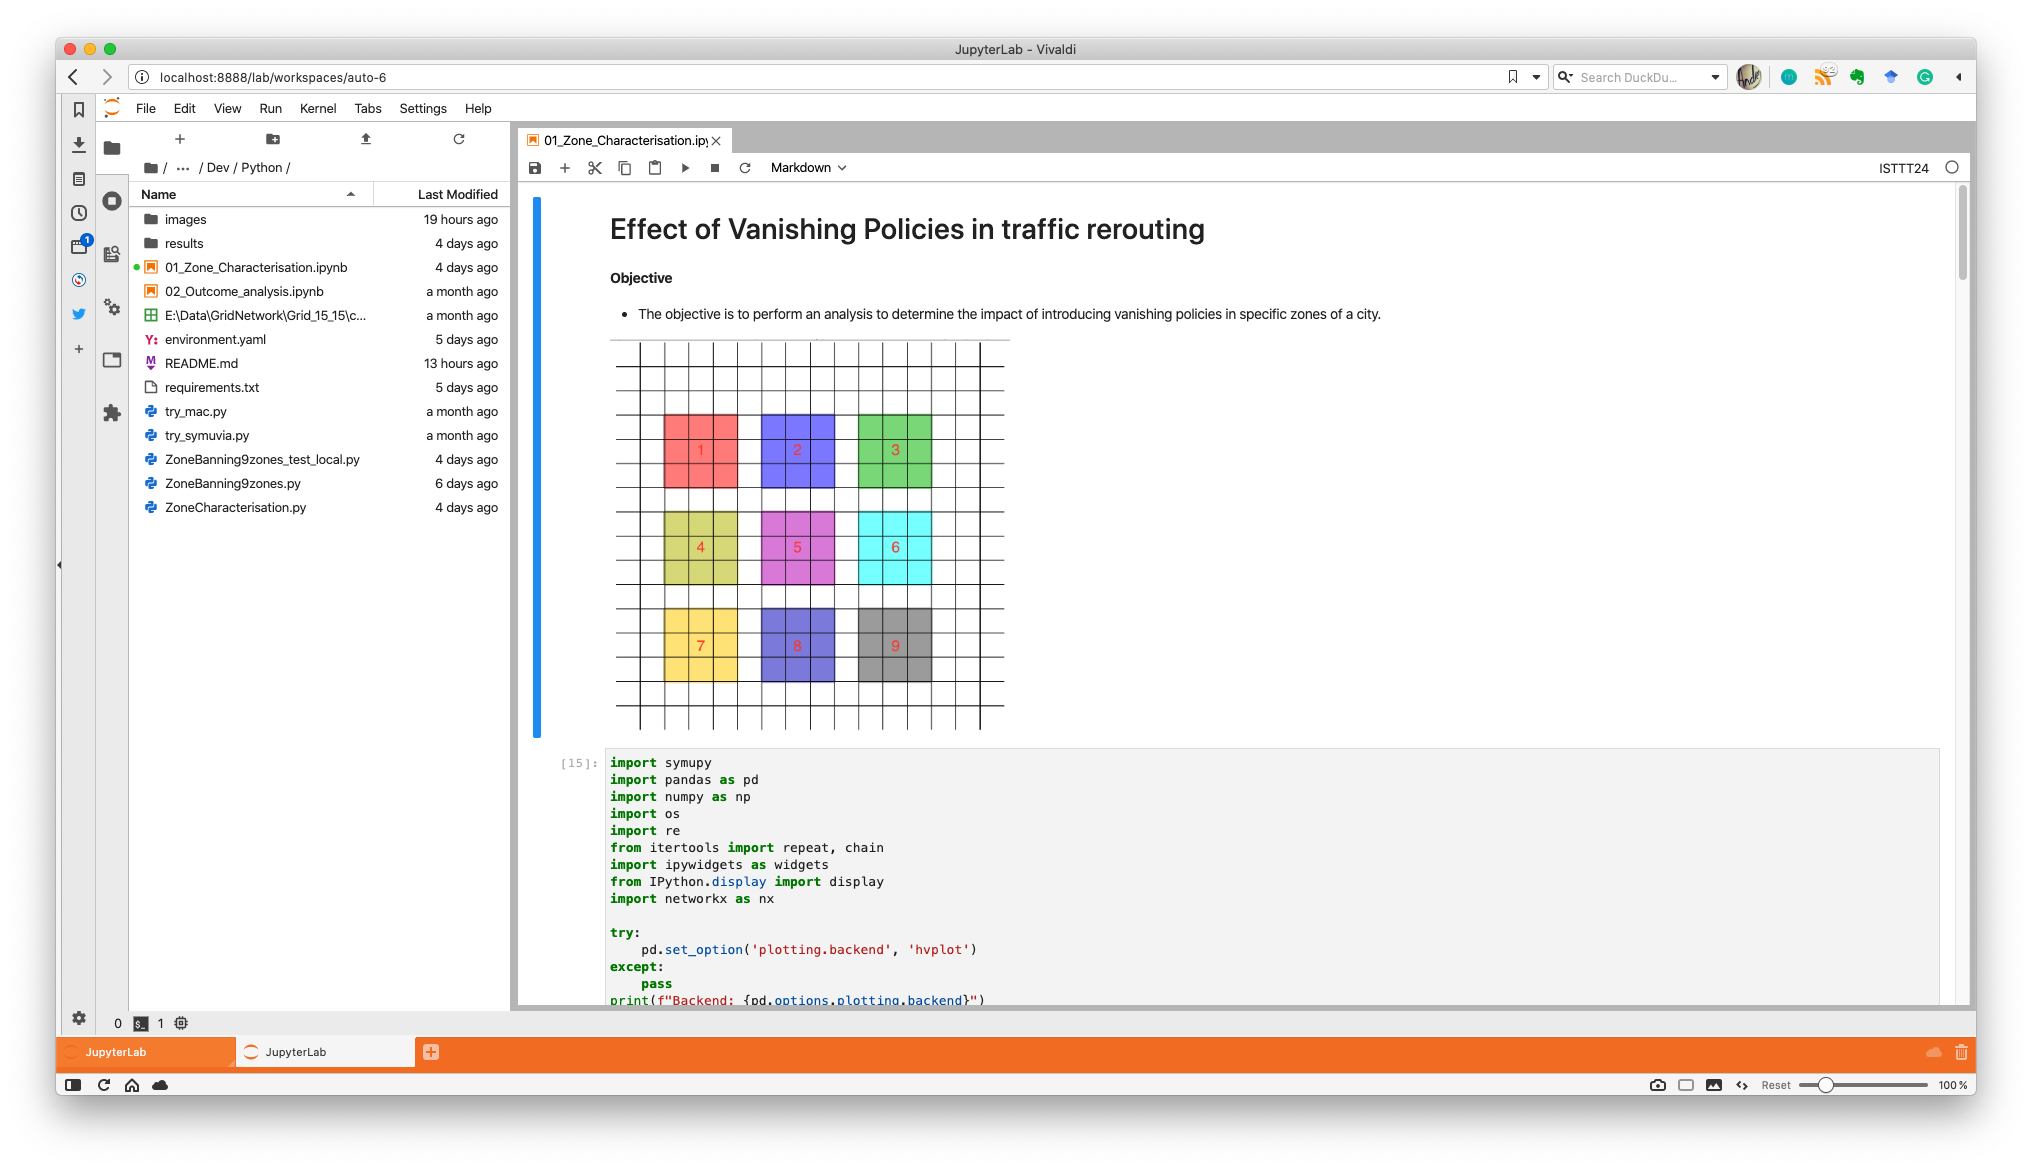 JupyterLab - Vivaldi
localhost:8888/lab/workspaces/auto-6
Search DuckDu...
92
File Edit View Run Kernel Tabs Settings Help
/ ... / Dev / Python /
Name Last Modified
images 19 hours ago
results 4 days ago
01_Zone_Characterisation.ipynb 4 days ago
02_Outcome_analysis.ipynb a month ago
E:\Data\GridNetwork\Grid_15_15\c... a month ago
Y: environment.yaml 5 days ago
M README.md 13 hours ago
requirements.txt 5 days ago
try_mac.py a month ago
try_symuvia.py a month ago
ZoneBanning9zones_test_local.py 4 days ago
ZoneBanning9zones.py 6 days ago
ZoneCharacterisation.py 4 days ago
1
01_Zone_Characterisation.ipy
Markdown
ISTTT24
Effect of Vanishing Policies in traffic rerouting
Objective
• The objective is to perform an analysis to determine the impact of introducing vanishing policies in specific zones of a city.
1 2 3
4 5 6
7 8 9
[15]:
import symupy
import pandas as pd
import numpy as np
import os
import re
from itertools import repeat, chain
import ipywidgets as widgets
from IPython.display import display
import networkx as nx
try:
pd.set_option('plotting.backend', 'hvplot')
except:
pass
print(f"Backend: {pd.options.plotting.backend}")
0 $_ 1
JupyterLab
JupyterLab
Reset 100 %